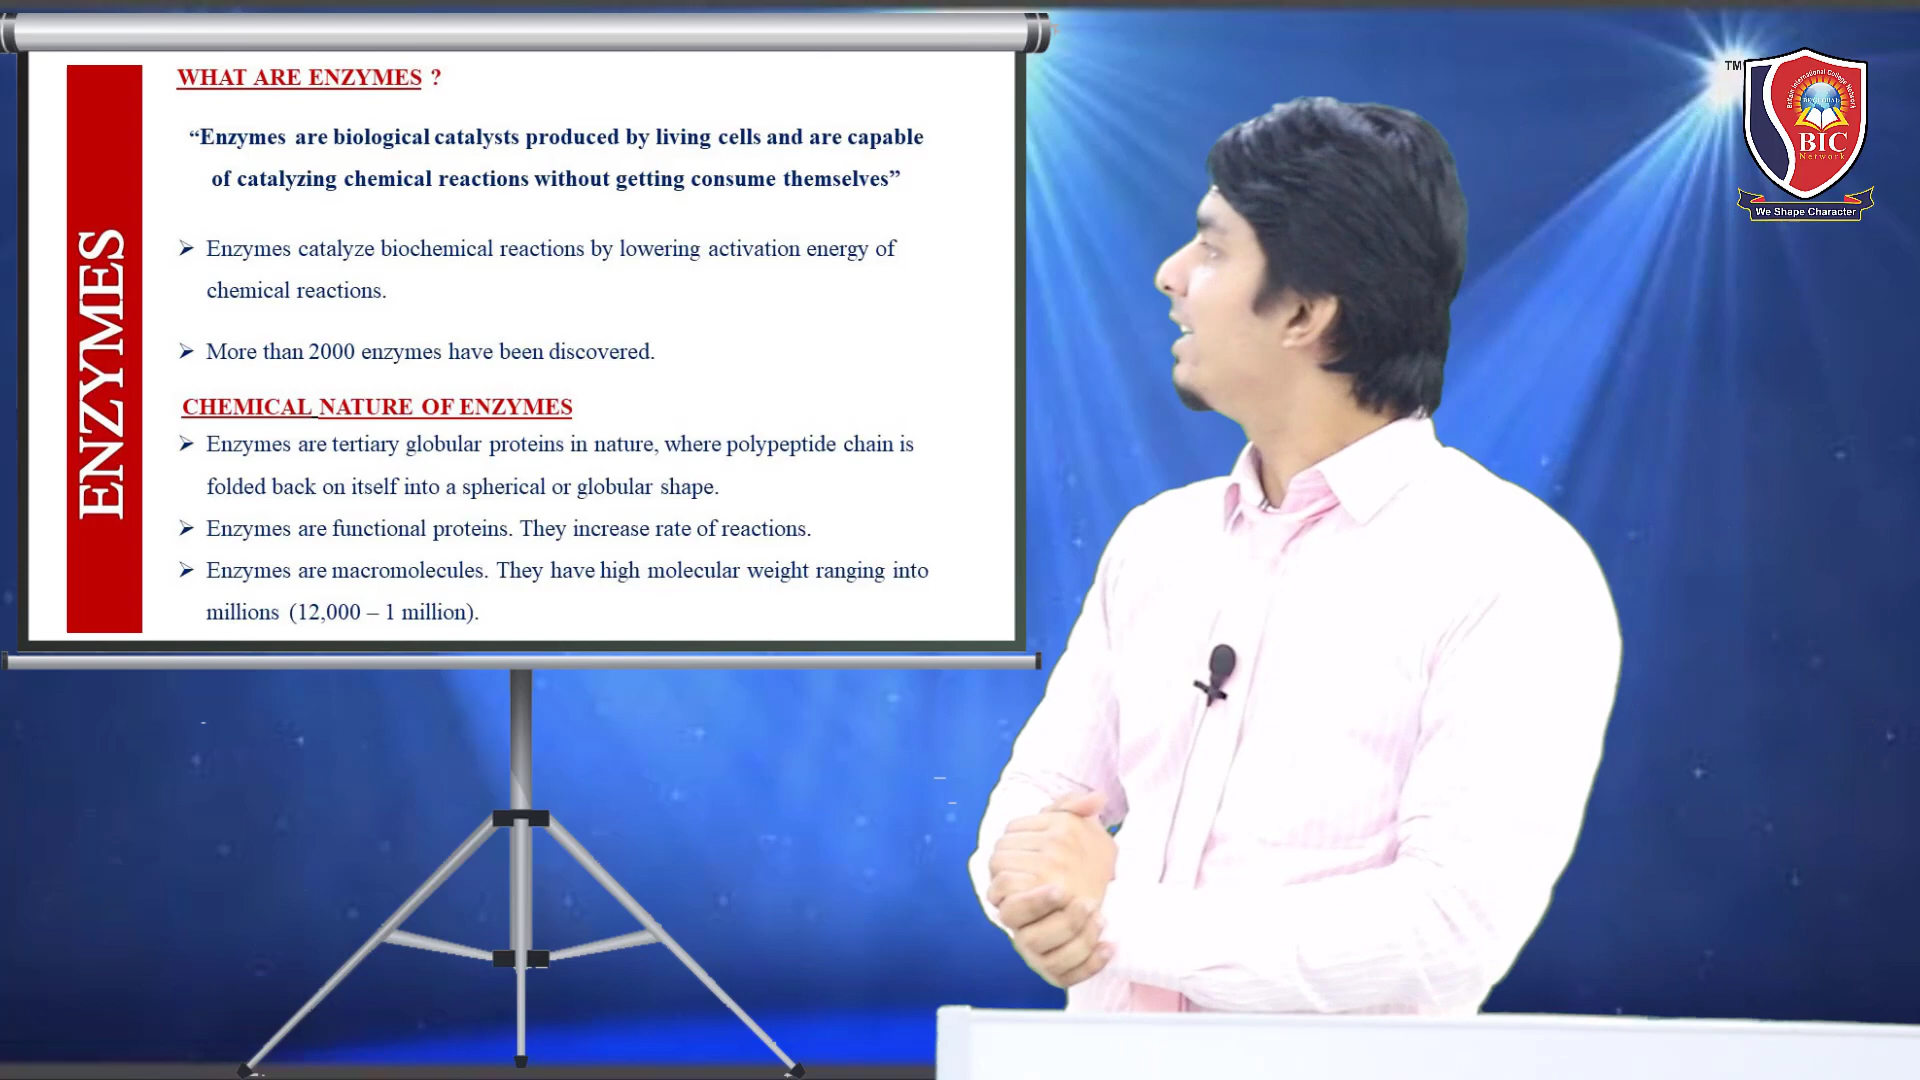 WHAT ARE ENZYMES ?
“Enzymes are biological catalysts produced by living cells and are capable
of catalyzing chemical reactions without getting consume themselves”
➢ Enzymes catalyze biochemical reactions by lowering activation energy of
chemical reactions.
➢ More than 2000 enzymes have been discovered.
CHEMICAL NATURE OF ENZYMES
➢ Enzymes are tertiary globular proteins in nature, where polypeptide chain is
folded back on itself into a spherical or globular shape.
➢ Enzymes are functional proteins. They increase rate of reactions.
➢ Enzymes are macromolecules. They have high molecular weight ranging into
millions (12,000 – 1 million).
ENZYMES
TM
Britain International College Network
BIC
Network
We Shape Character